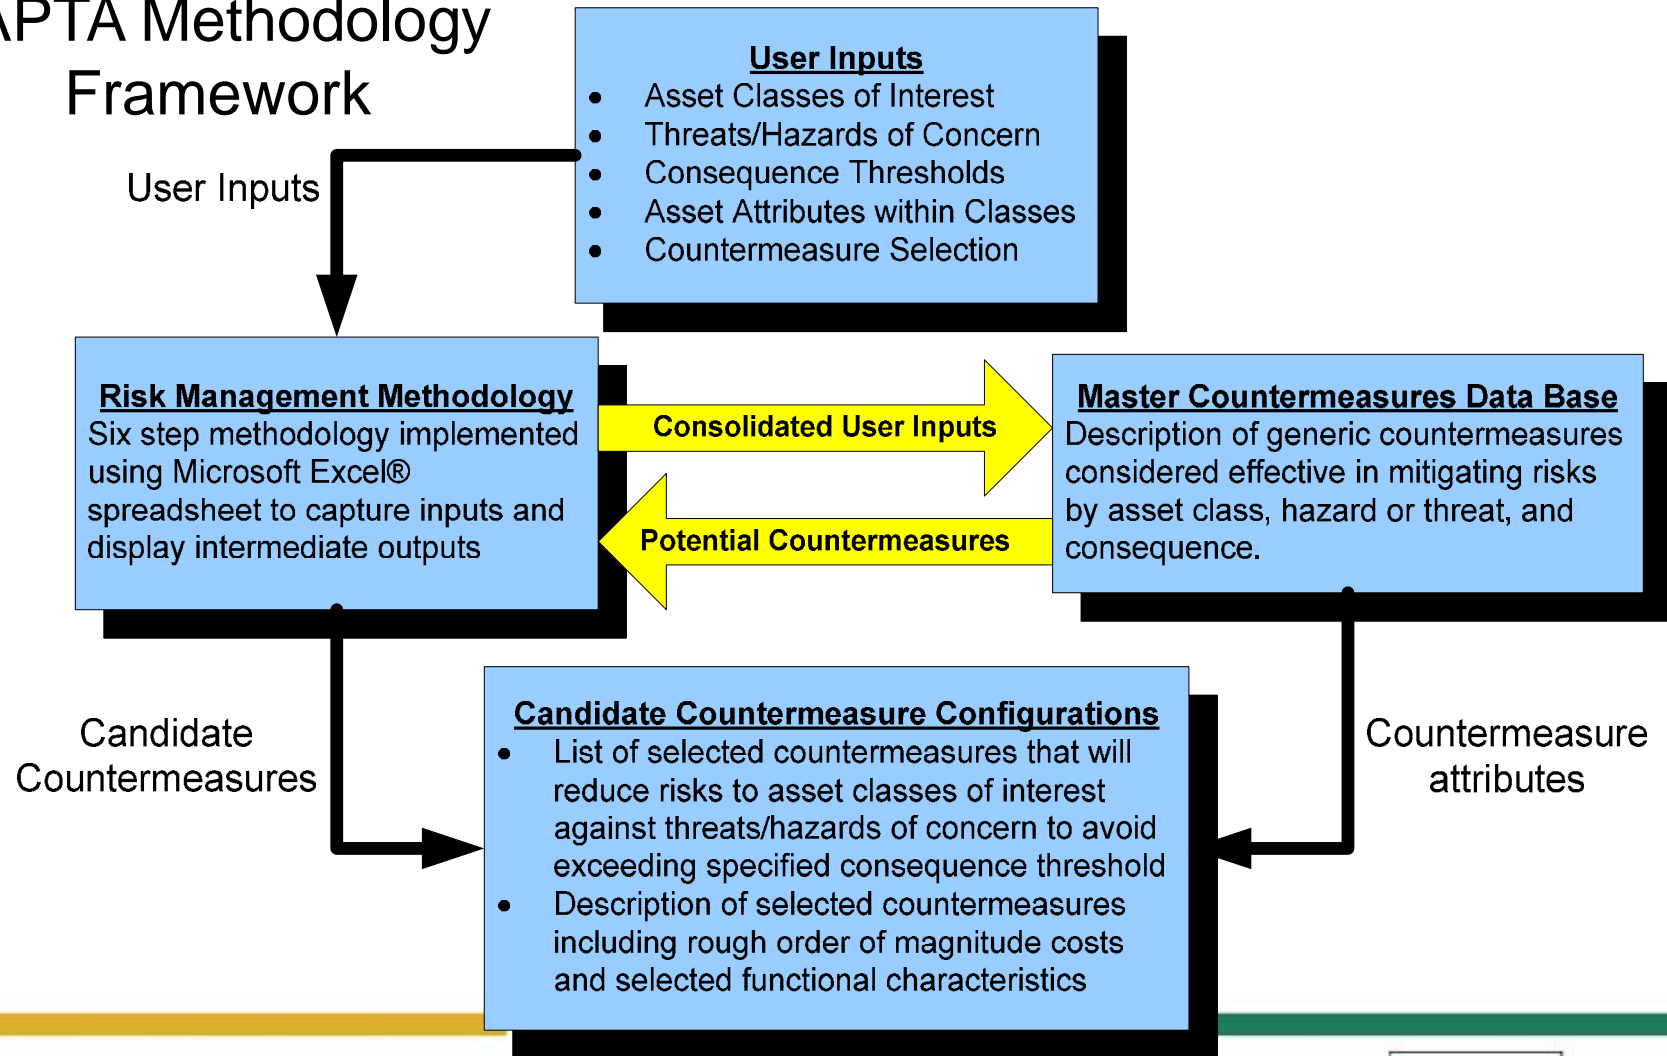 APTA Methodology
Framework
User Inputs
• Asset Classes of Interest
• Threats/Hazards of Concern
• Consequence Thresholds
• Asset Attributes within Classes
• Countermeasure Selection
User Inputs
Risk Management Methodology
Six step methodology implemented
using Microsoft Excel®
spreadsheet to capture inputs and
display intermediate outputs
Consolidated User Inputs
Potential Countermeasures
Master Countermeasures Data Base
Description of generic countermeasures
considered effective in mitigating risks
by asset class, hazard or threat, and
consequence.
Candidate
Countermeasures
Candidate Countermeasure Configurations
• List of selected countermeasures that will
reduce risks to asset classes of interest
against threats/hazards of concern to avoid
exceeding specified consequence threshold
• Description of selected countermeasures
including rough order of magnitude costs
and selected functional characteristics
Countermeasure
attributes